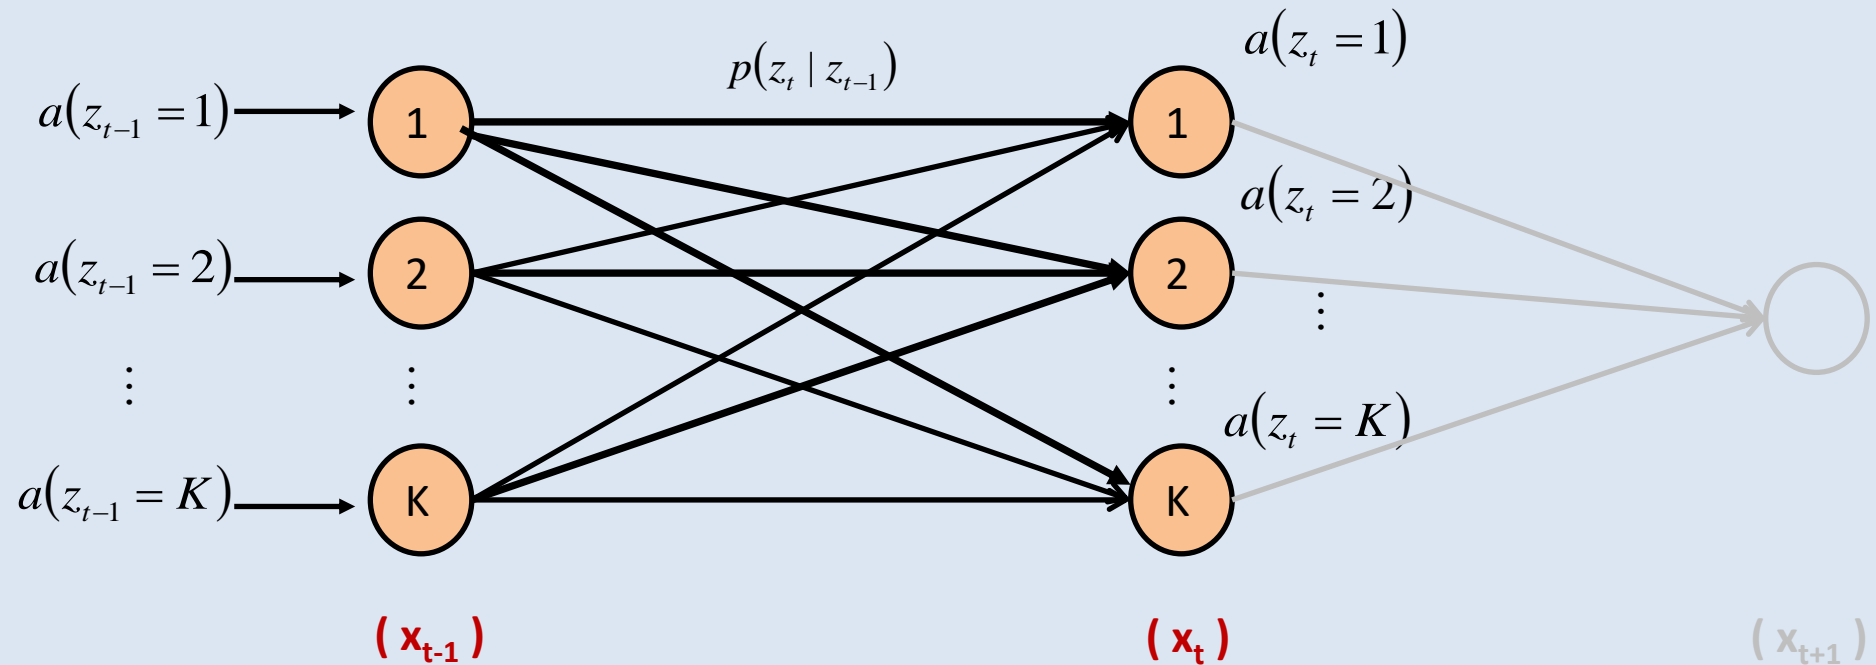 a(z_{t-1} = 1)
1
p(z_t | z_{t-1})
1
a(z_t = 1)
a(z_{t-1} = 2)
2
2
a(z_t = 2)
⋮
⋮
⋮
⋮
a(z_{t-1} = K)
K
K
a(z_t = K)
( x_{t-1} )
( x_t )
( x_{t+1} )